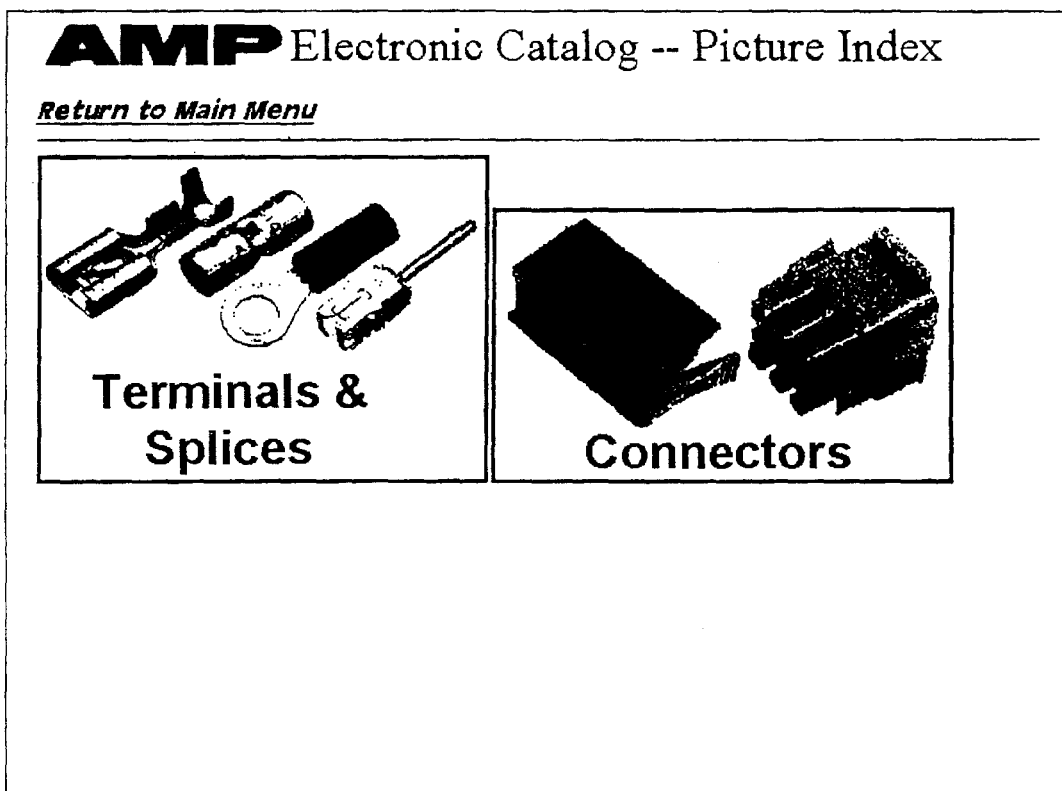 AMP Electronic Catalog -- Picture Index
Return to Main Menu
Terminals &
Splices
Connectors